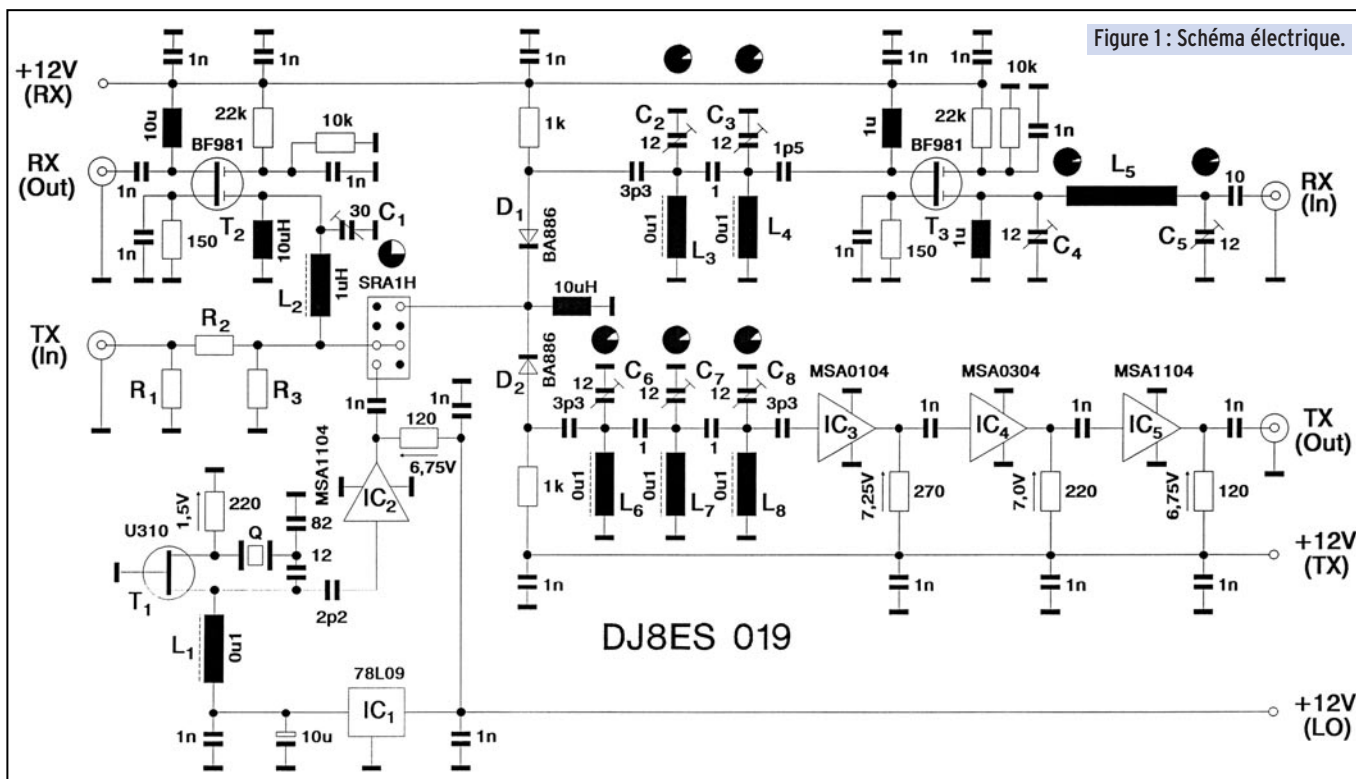 Figure 1 : Schéma électrique.
1n
1n
1n
1n
1n
+12V
(RX)
10u
22k
10k
BF981
RX
(Out)
1n
1n
1n
150
T2
10uH
30
C1
L2
1uH
SRA1H
1k
D1
BA886
10uH
C2
12
C3
12
3p3
1
1p5
0u1
L3
0u1
L4
1u
22k
10k
BF981
1n
1n
150
T3
1u
12
C4
L5
C5
12
10
RX
(In)
TX
(In)
R1
R2
R3
D2
BA886
3p3
12
C6
12
C7
12
C8
3p3
1
1
0u1
L6
0u1
L7
0u1
L8
1k
MSA0104
IC3
1n
MSA0304
IC4
1n
MSA1104
IC5
1n
TX
(Out)
7,25V
270
7,0V
220
6,75V
120
+12V
(TX)
1n
1n
1n
1n
1n
120
1n
6,75V
MSA1104
IC2
1,5V
220
82
U310
Q
12
T1
2p2
L1
0u1
78L09
IC1
1n
10u
1n
DJ8ES 019
+12V
(LO)